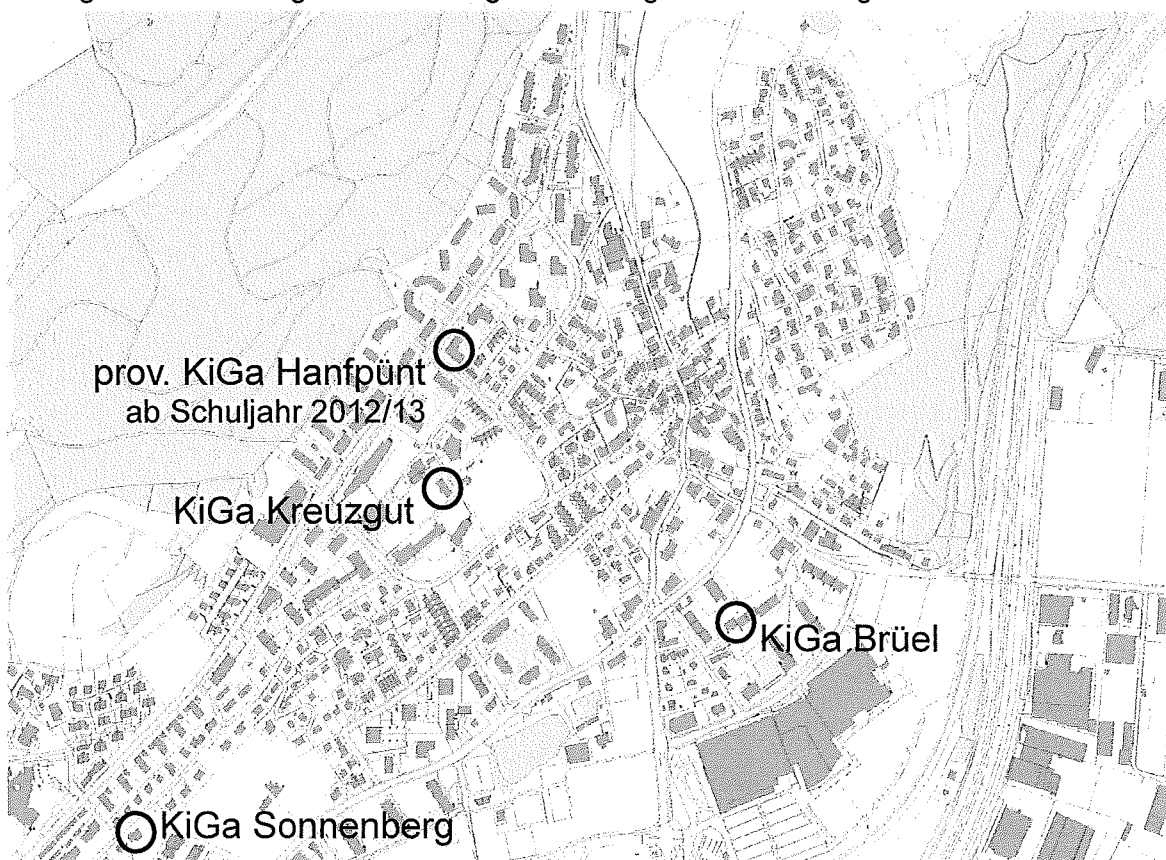 prov. KiGa Hanfpünt
ab Schuljahr 2012/13
KiGa Kreuzgut
KiGa Brüel
KiGa Sonnenberg